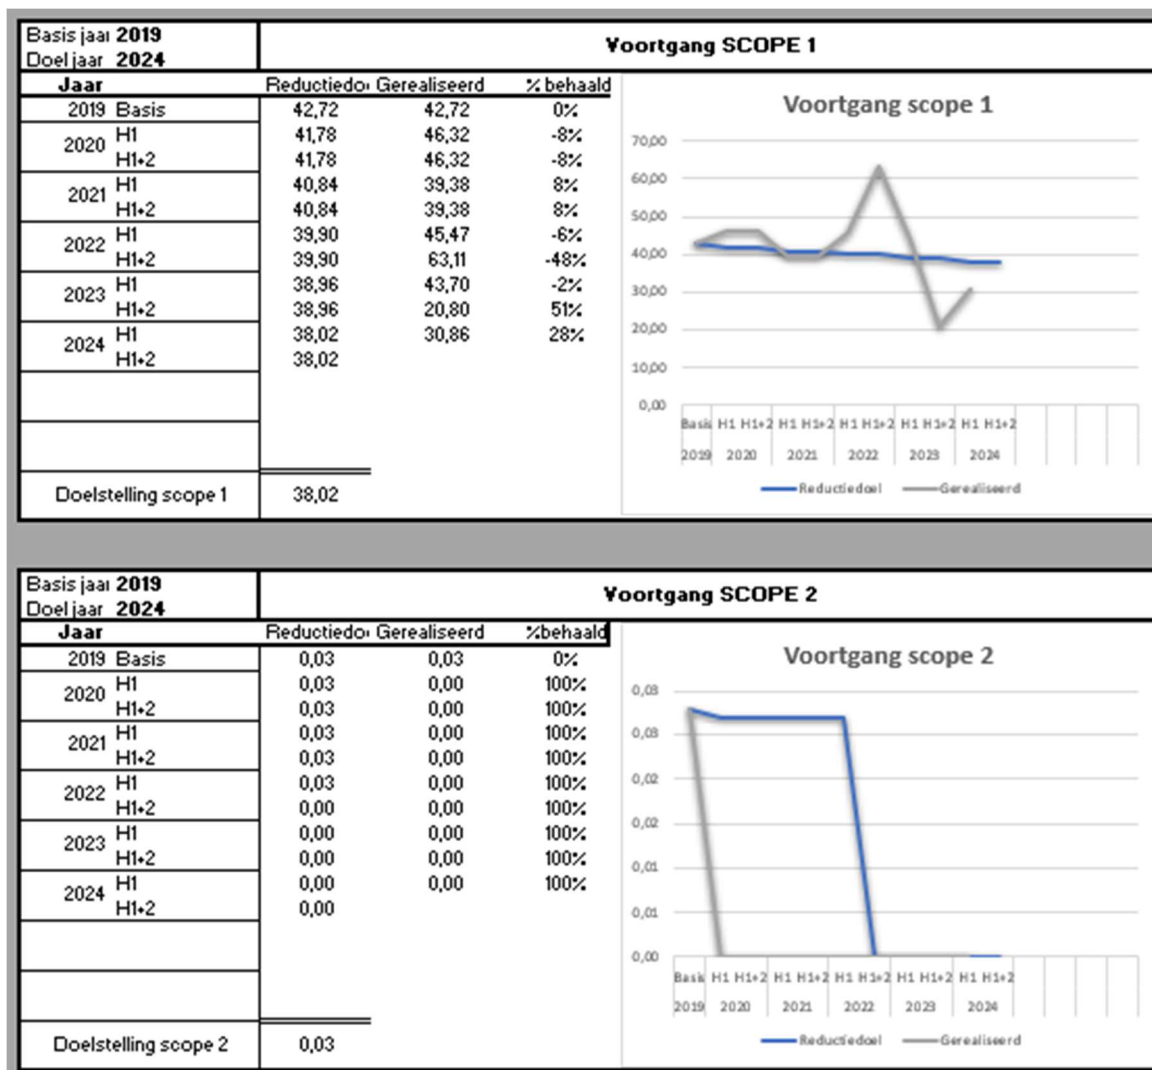 Basis jaar 2019
Doel jaar 2024
Voortgang SCOPE 1
Jaar Reductiedo Gerealiseerd % behaald
2019 Basis 42,72 42,72 0%
2020 H1 41,78 46,32 -8%
H1+2 41,78 46,32 -8%
2021 H1 40,84 39,38 8%
H1+2 40,84 39,38 8%
2022 H1 39,90 45,47 -6%
H1+2 39,90 63,11 -48%
2023 H1 38,96 43,70 -2%
H1+2 38,96 20,80 51%
2024 H1 38,02 30,86 28%
H1+2 38,02
Doelstelling scope 1 38,02
Voortgang scope 1
70,00
60,00
50,00
40,00
30,00
20,00
10,00
0,00
Basis H1 H1+2 H1 H1+2 H1 H1+2 H1 H1+2 H1 H1+2
2019 2020 2021 2022 2023 2024
Reductiedoel Gerealiseerd
Basis jaar 2019
Doel jaar 2024
Voortgang SCOPE 2
Jaar Reductiedo Gerealiseerd %behaald
2019 Basis 0,03 0,03 0%
2020 H1 0,03 0,00 100%
H1+2 0,03 0,00 100%
2021 H1 0,03 0,00 100%
H1+2 0,03 0,00 100%
2022 H1 0,03 0,00 100%
H1+2 0,00 0,00 100%
2023 H1 0,00 0,00 100%
H1+2 0,00 0,00 100%
2024 H1 0,00 0,00 100%
H1+2 0,00
Doelstelling scope 2 0,03
Voortgang scope 2
0,03
0,03
0,02
0,02
0,01
0,01
0,00
Basis H1 H1+2 H1 H1+2 H1 H1+2 H1 H1+2 H1 H1+2
2019 2020 2021 2022 2023 2024
Reductiedoel Gerealiseerd